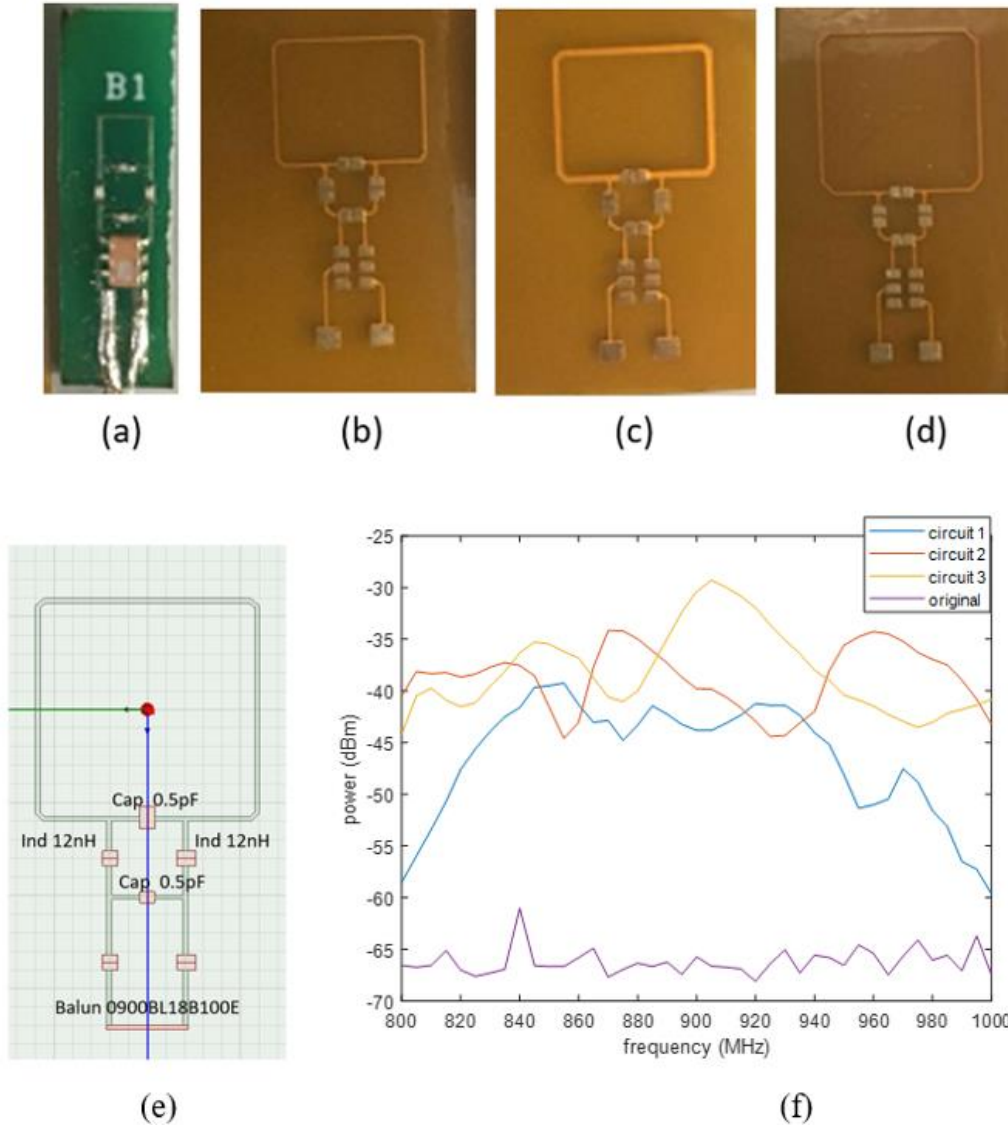 B1
(a)
(b)
(c)
(d)
Cap 0.5pF
Ind 12nH
Ind 12nH
Cap 0.5pF
Balun 0900BL18B100E
(e)
circuit 1
circuit 2
circuit 3
original
-25
-30
-35
-40
-45
-50
-55
-60
-65
-70
power (dBm)
800 820 840 860 880 900 920 940 960 980 1000
frequency (MHz)
(f)